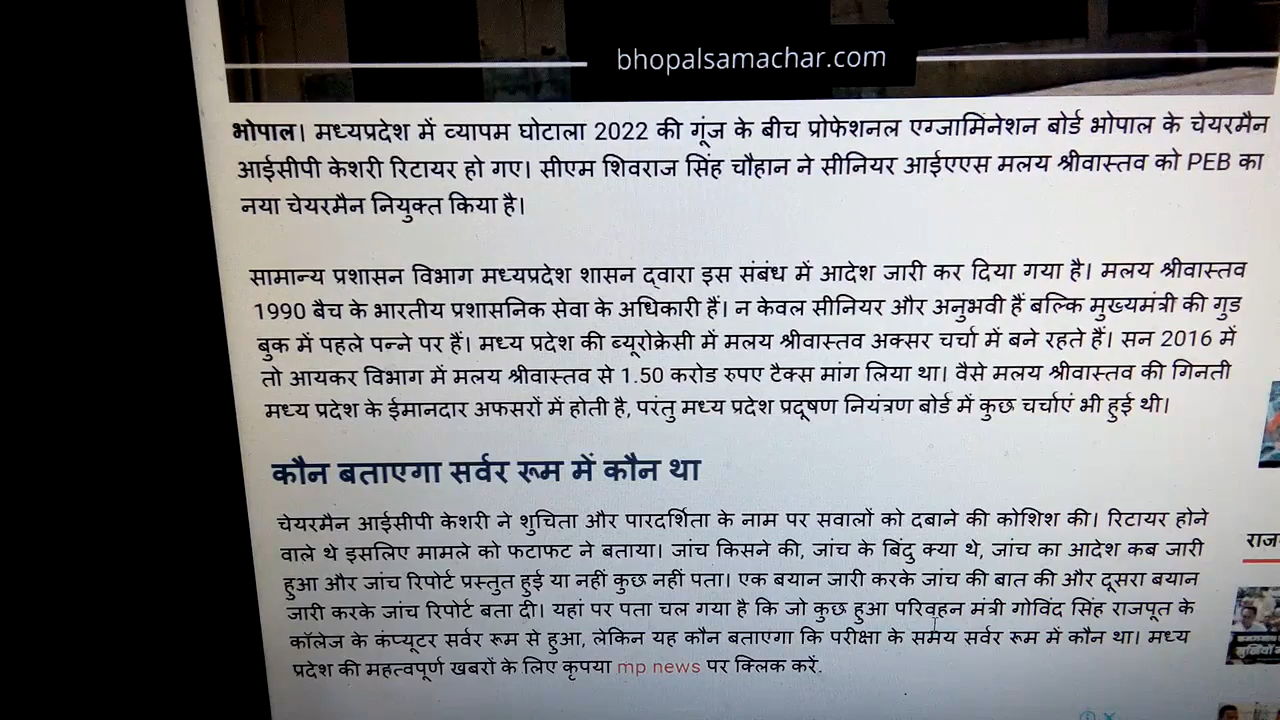 bhopalsamachar.com
भोपाल। मध्यप्रदेश में व्यापम घोटाला 2022 की गूंज के बीच प्रोफेशनल एग्जामिनेशन बोर्ड भोपाल के चेयरमैन
आईसीपी केशरी रिटायर हो गए। सीएम शिवराज सिंह चौहान ने सीनियर आईएएस मलय श्रीवास्तव को PEB का
नया चेयरमैन नियुक्त किया है।
सामान्य प्रशासन विभाग मध्यप्रदेश शासन द्वारा इस संबंध में आदेश जारी कर दिया गया है। मलय श्रीवास्तव
1990 बैच के भारतीय प्रशासनिक सेवा के अधिकारी हैं। न केवल सीनियर और अनुभवी हैं बल्कि मुख्यमंत्री की गुड
बुक में पहले पन्ने पर हैं। मध्य प्रदेश की ब्यूरोक्रेसी में मलय श्रीवास्तव अक्सर चर्चा में बने रहते हैं। सन 2016 में
तो आयकर विभाग में मलय श्रीवास्तव से 1.50 करोड रुपए टैक्स मांग लिया था। वैसे मलय श्रीवास्तव की गिनती
मध्य प्रदेश के ईमानदार अफसरों में होती है, परंतु मध्य प्रदेश प्रदूषण नियंत्रण बोर्ड में कुछ चर्चाएं भी हुई थी।
कौन बताएगा सर्वर रूम में कौन था
चेयरमैन आईसीपी केशरी ने शुचिता और पारदर्शिता के नाम पर सवालों को दबाने की कोशिश की। रिटायर होने
वाले थे इसलिए मामले को फटाफट ने बताया। जांच किसने की, जांच के बिंदु क्या थे, जांच का आदेश कब जारी
हुआ और जांच रिपोर्ट प्रस्तुत हुई या नहीं कुछ नहीं पता। एक बयान जारी करके जांच की बात की और दूसरा बयान
जारी करके जांच रिपोर्ट बता दी। यहां पर पता चल गया है कि जो कुछ हुआ परिवहन मंत्री गोविंद सिंह राजपूत के
कॉलेज के कंप्यूटर सर्वर रूम से हुआ, लेकिन यह कौन बताएगा कि परीक्षा के समय सर्वर रूम में कौन था। मध्य
प्रदेश की महत्वपूर्ण खबरों के लिए कृपया mp news पर क्लिक करें.